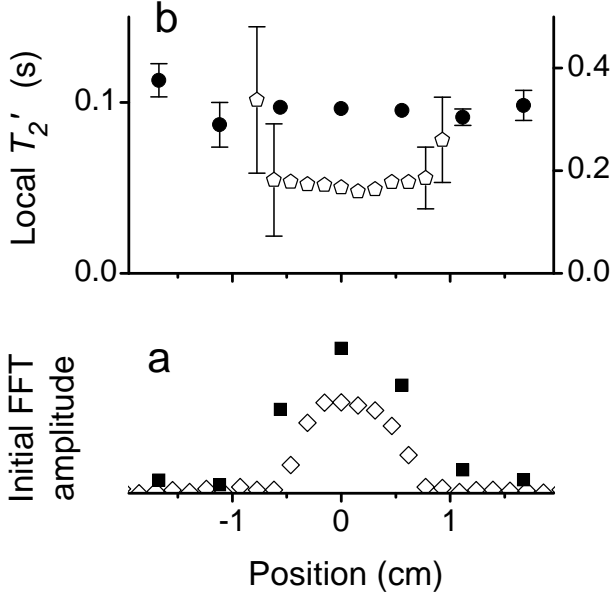 b
Local T2' (s)
0.1
0.0
0.4
0.2
0.0
a
Initial FFT
amplitude
-1
0
1
Position (cm)